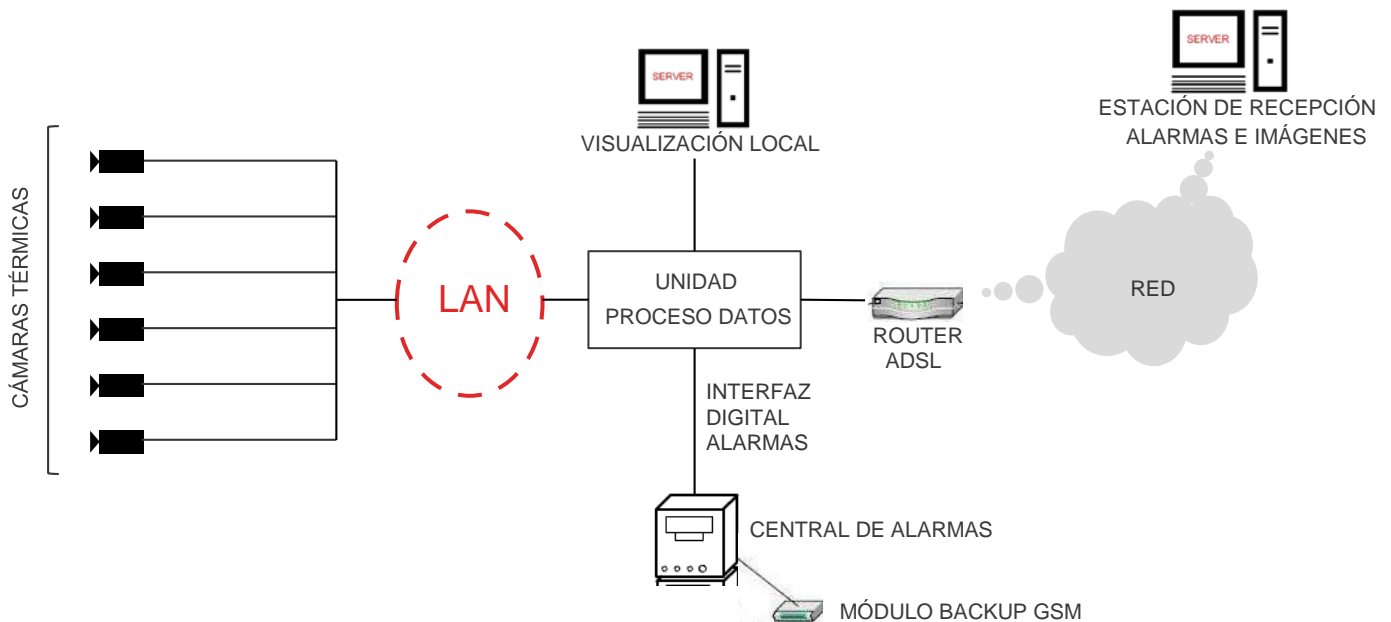 SERVER
ESTACIÓN DE RECEPCIÓN
ALARMAS E IMÁGENES
SERVER
VISUALIZACIÓN LOCAL
CÁMARAS TÉRMICAS
LAN
UNIDAD
PROCESO DATOS
ROUTER
ADSL
RED
INTERFAZ
DIGITAL
ALARMAS
CENTRAL DE ALARMAS
MÓDULO BACKUP GSM